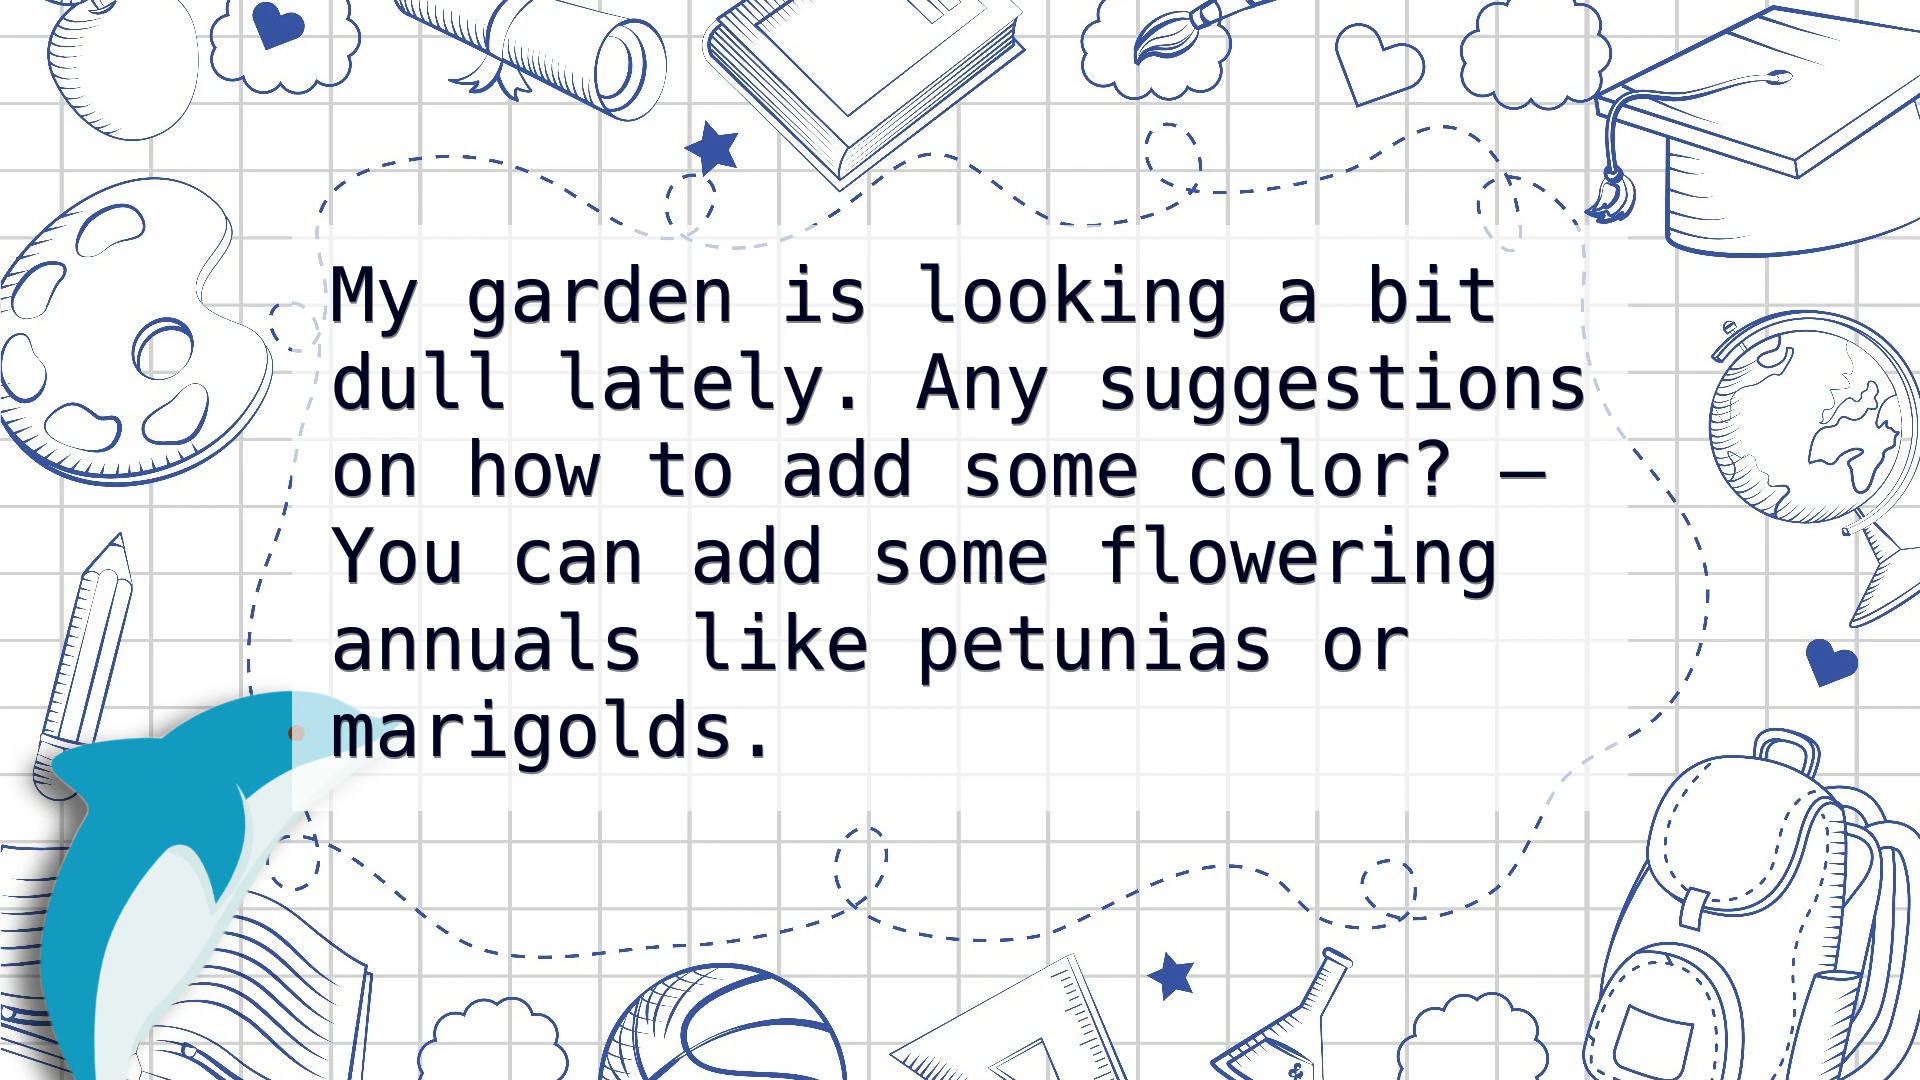 My garden is looking a bit
dull lately. Any suggestions
on how to add some color? –
You can add some flowering
annuals like petunias or
marigolds.